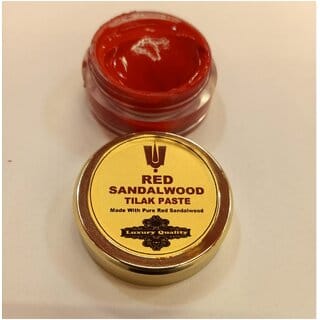 RED
SANDALWOOD
TILAK PASTE
Made With Pure Red Sandalwood
Luxury Quality